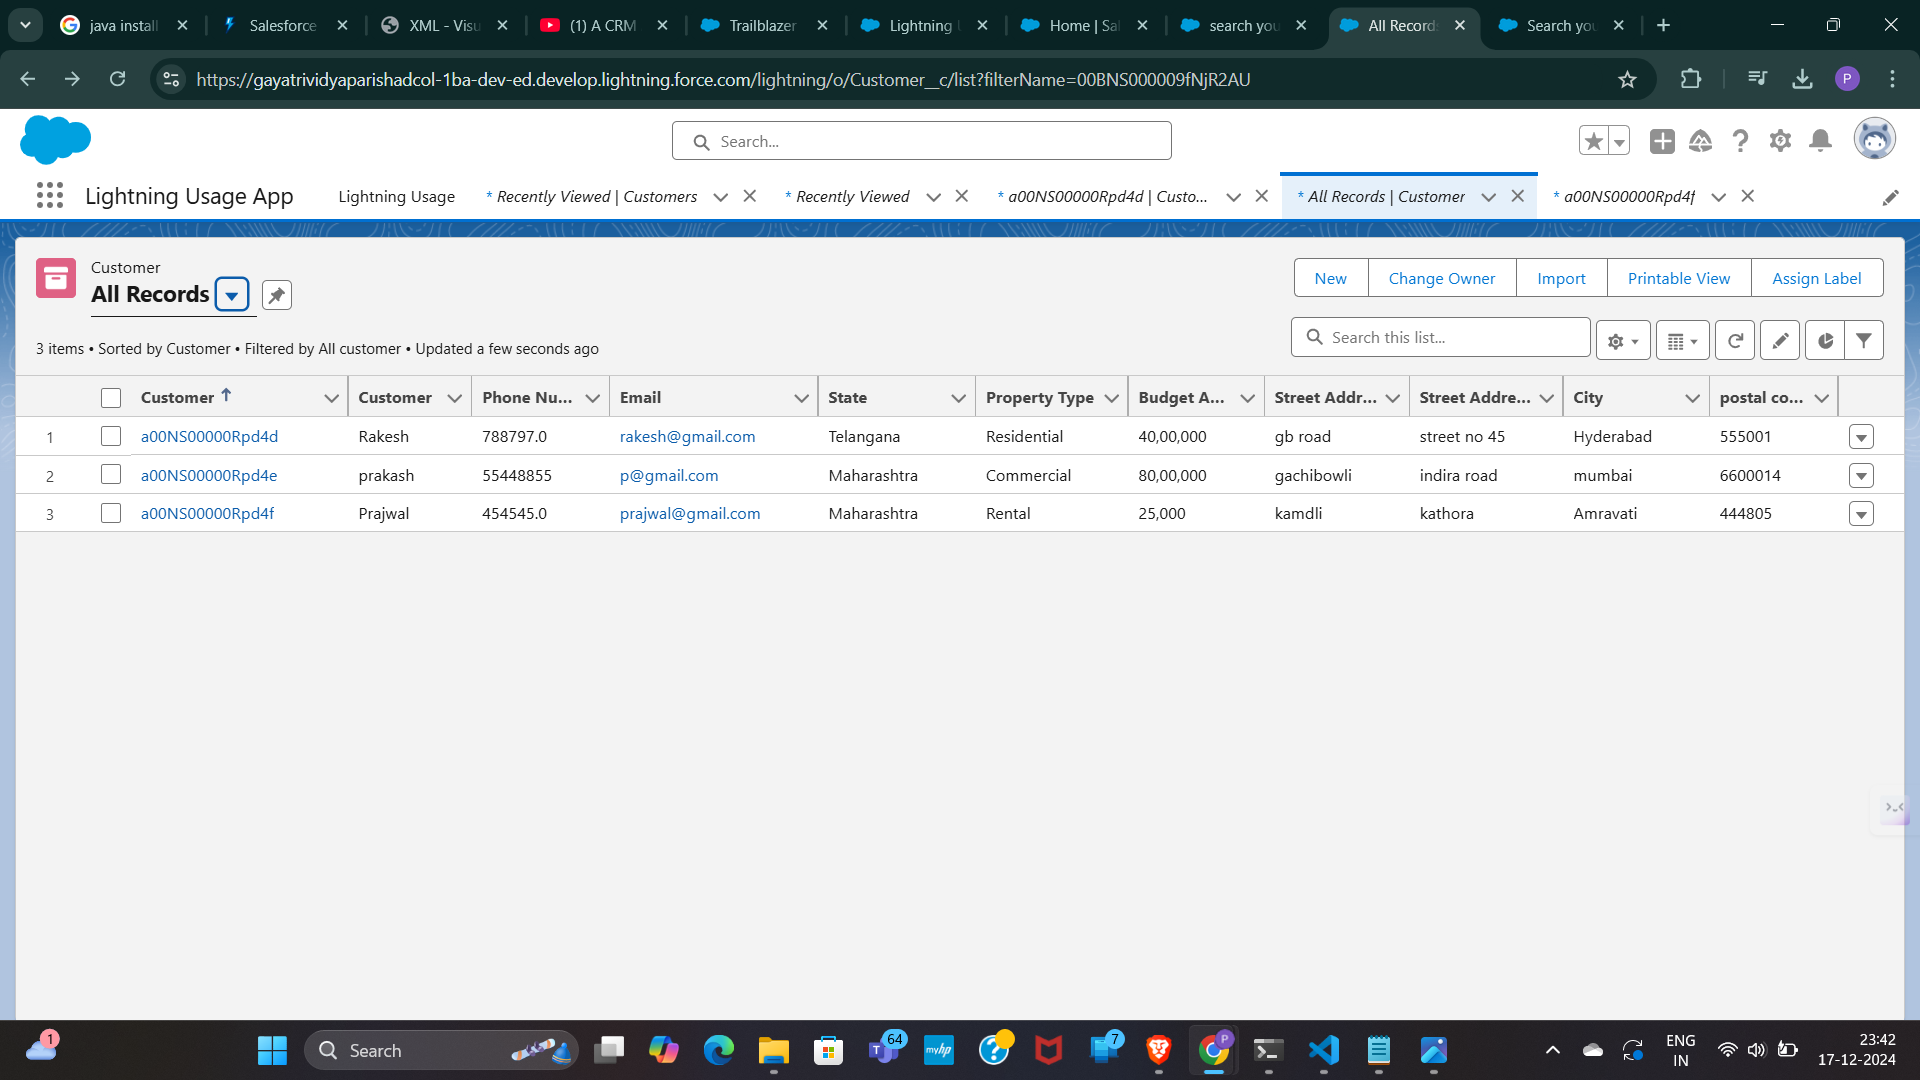 java install
Salesforce
XML - Visu
(1) A CRM
Trailblazer
Lightning
Home | Sal
search you
All Record
Search you
https://gayatrividyaparishadcol-1ba-dev-ed.develop.lightning.force.com/lightning/o/Customer__c/list?filterName=00BNS000009fNjR2AU
P
Search...
Lightning Usage App
Lightning Usage
* Recently Viewed | Customers
* Recently Viewed
* a00NS00000Rpd4d | Custo...
* All Records | Customer
* a00NS00000Rpd4f
Customer
All Records
New
Change Owner
Import
Printable View
Assign Label
3 items • Sorted by Customer • Filtered by All customer • Updated a few seconds ago
Search this list...
Customer Customer Phone Nu... Email State Property Type Budget A... Street Addr... Street Addre... City postal co...
1 a00NS00000Rpd4d Rakesh 788797.0 rakesh@gmail.com Telangana Residential 40,00,000 gb road street no 45 Hyderabad 555001
2 a00NS00000Rpd4e prakash 55448855 p@gmail.com Maharashtra Commercial 80,00,000 gachibowli indira road mumbai 6600014
3 a00NS00000Rpd4f Prajwal 454545.0 prajwal@gmail.com Maharashtra Rental 25,000 kamdli kathora Amravati 444805
1
Search
64
myhp
7
P
ENG
IN
23:42
17-12-2024